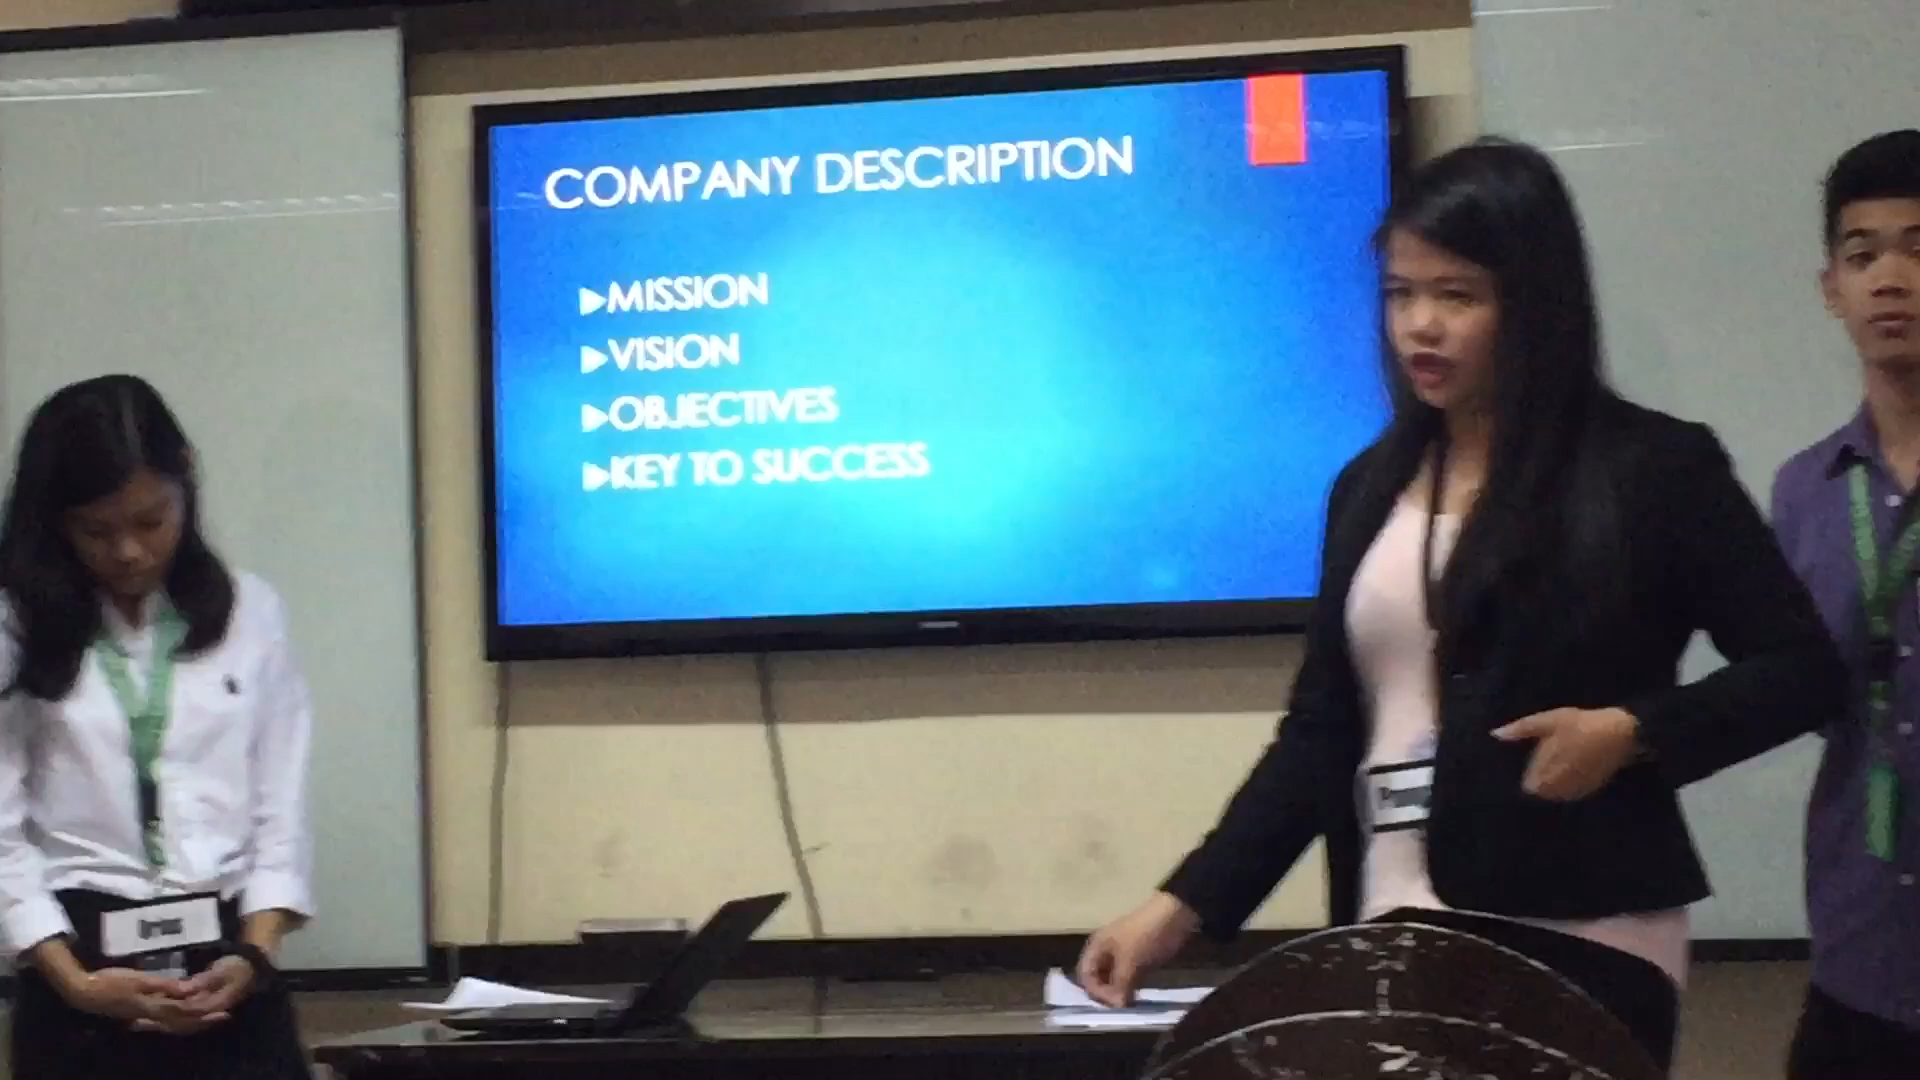 COMPANY DESCRIPTION
▶MISSION
▶VISION
▶OBJECTIVES
▶KEY TO SUCCESS